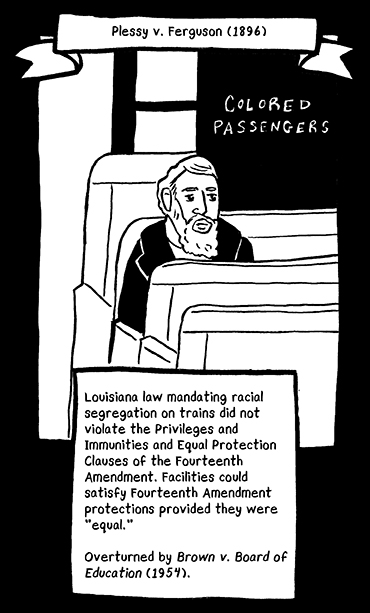 Plessy v. Ferguson (1896)
COLORED
PASSENGERS
Louisiana law mandating racial
segregation on trains did not
violate the Privileges and
Immunities and Equal Protection
Clauses of the Fourteenth
Amendment. Facilities could
satisfy Fourteenth Amendment
protections provided they were
"equal."
Overturned by Brown v. Board of
Education (1954).